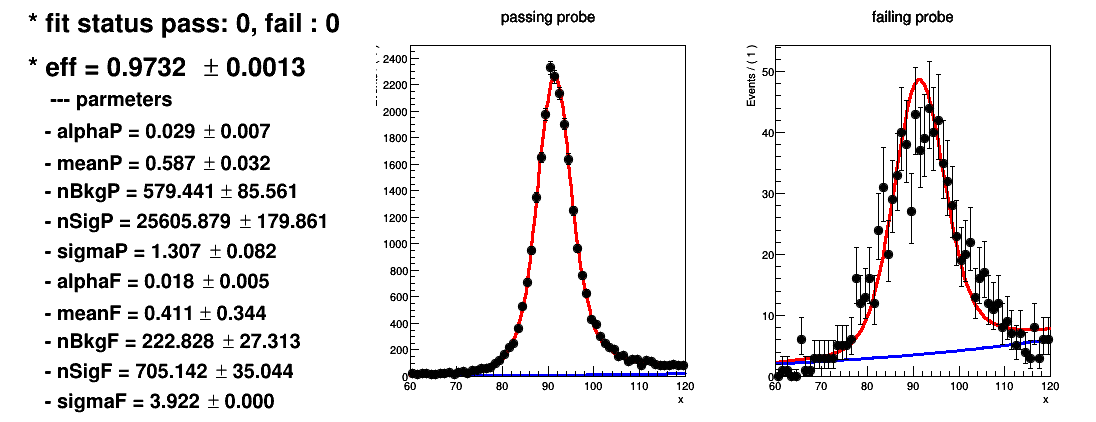 * fit status pass: 0, fail : 0
* eff = 0.9732 ± 0.0013
--- parmeters
- alphaP = 0.029 ± 0.007
- meanP = 0.587 ± 0.032
- nBkgP = 579.441 ± 85.561
- nSigP = 25605.879 ± 179.861
- sigmaP = 1.307 ± 0.082
- alphaF = 0.018 ± 0.005
- meanF = 0.411 ± 0.344
- nBkgF = 222.828 ± 27.313
- nSigF = 705.142 ± 35.044
- sigmaF = 3.922 ± 0.000
passing probe
2400
2200
2000
1800
1600
1400
1200
1000
800
600
400
200
0
60 70 80 90 100 110 120
x
failing probe
Events / ( 1 )
50
40
30
20
10
0
60 70 80 90 100 110 120
x